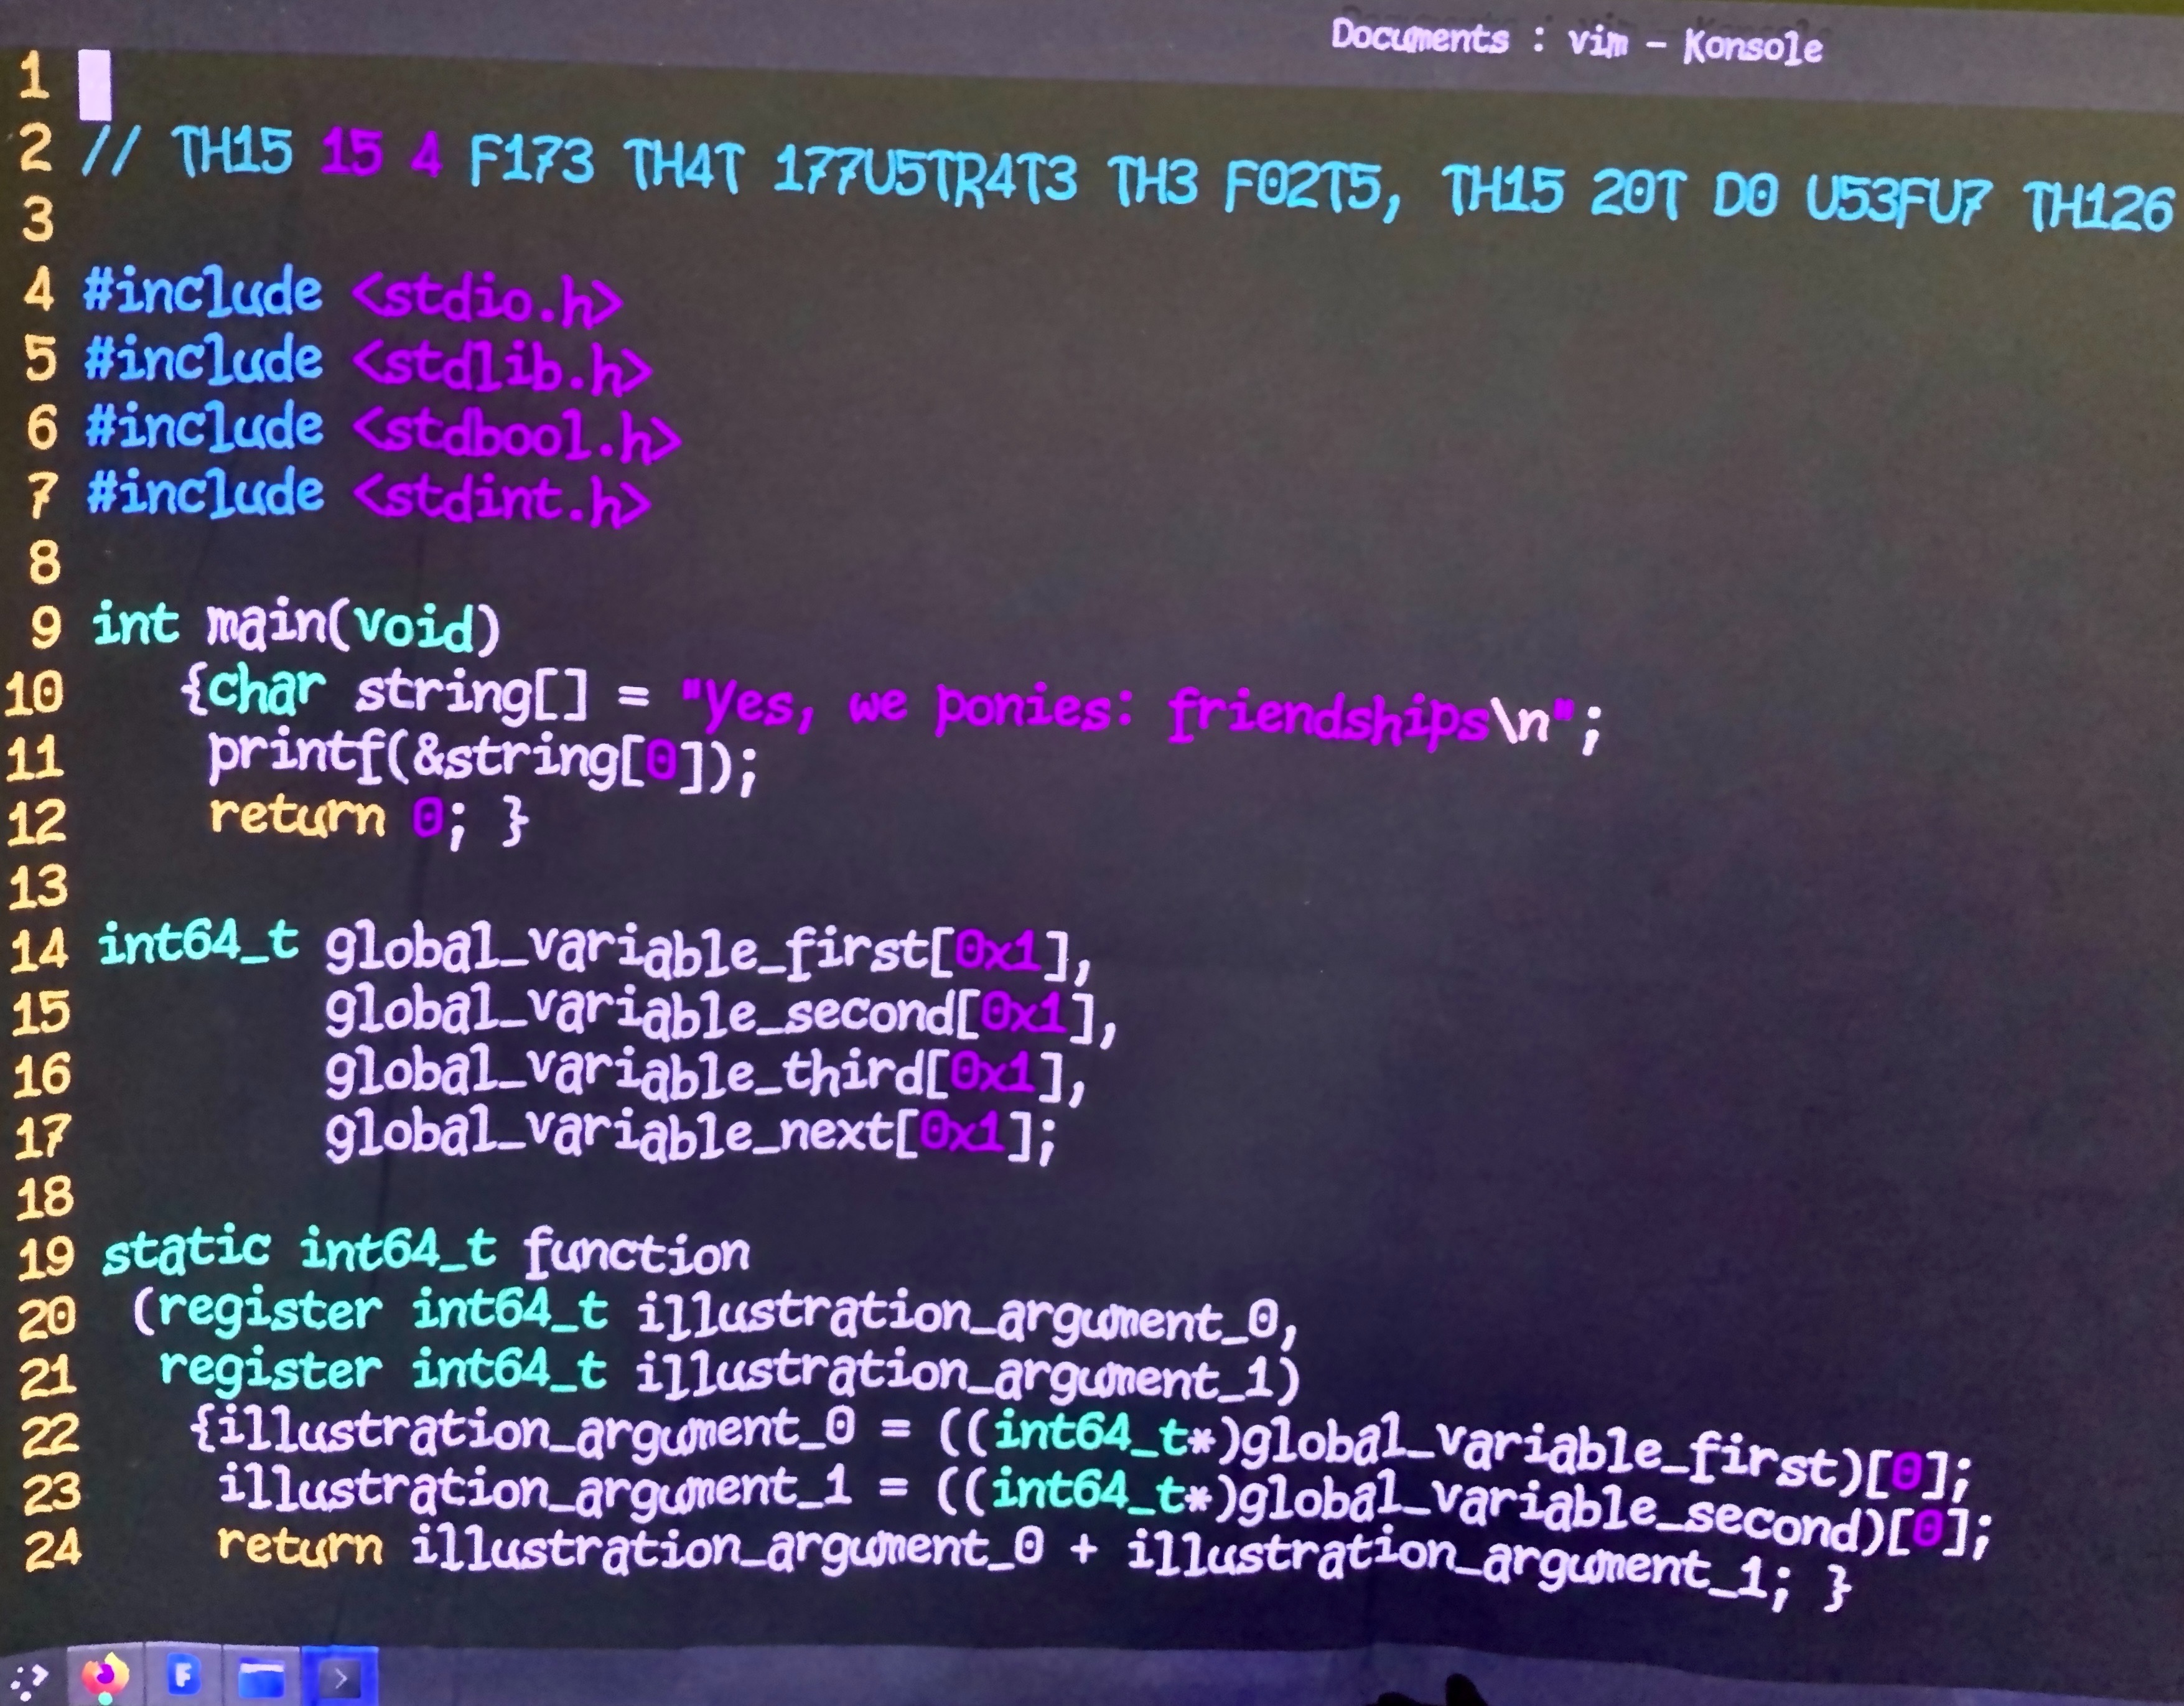 Documents : vim — Konsole
1
2 // TH15 15 4 F173 TH4T 177U5TR4T3 TH3 F02T5, TH15 20T D0 U53FU7 TH126
3
4 #include <stdio.h>
5 #include <stdlib.h>
6 #include <stdbool.h>
7 #include <stdint.h>
8
9 int main(void)
10 {char string[] = "Yes, we ponies: friendships\n";
11 printf(&string[0]);
12 return 0; }
13
14 int64_t global_variable_first[0x1],
15 global_variable_second[0x1],
16 global_variable_third[0x1],
17 global_variable_next[0x1];
18
19 static int64_t function
20 (register int64_t illustration_argument_0,
21 register int64_t illustration_argument_1)
22 {illustration_argument_0 = ((int64_t*)global_variable_first)[0];
23 illustration_argument_1 = ((int64_t*)global_variable_second)[0];
24 return illustration_argument_0 + illustration_argument_1; }
F